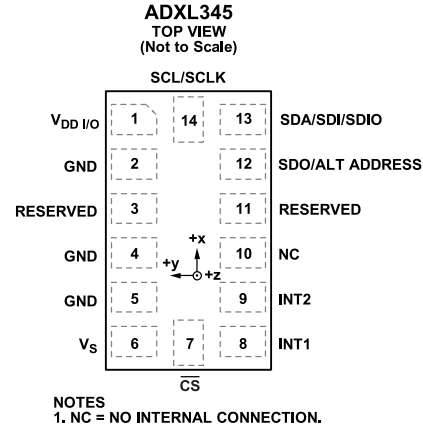 ADXL345
TOP VIEW
(Not to Scale)
SCL/SCLK
VDD I/O 1 14 13 SDA/SDI/SDIO
GND 2 12 SDO/ALT ADDRESS
RESERVED 3 11 RESERVED
+x
GND 4 10 NC
+y +z
GND 5 9 INT2
VS 6 7 8 INT1
CS
NOTES
1. NC = NO INTERNAL CONNECTION.